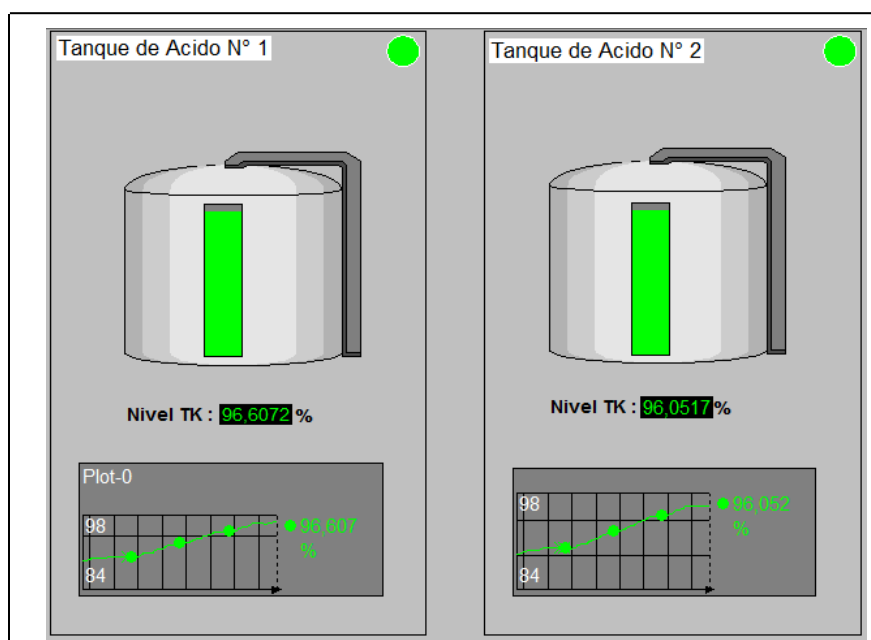 Tanque de Acido N° 1
Nivel TK : 96,6072 %
Plot-0
98
96,607
%
84
Tanque de Acido N° 2
Nivel TK : 96,0517 %
98
96,052
%
84